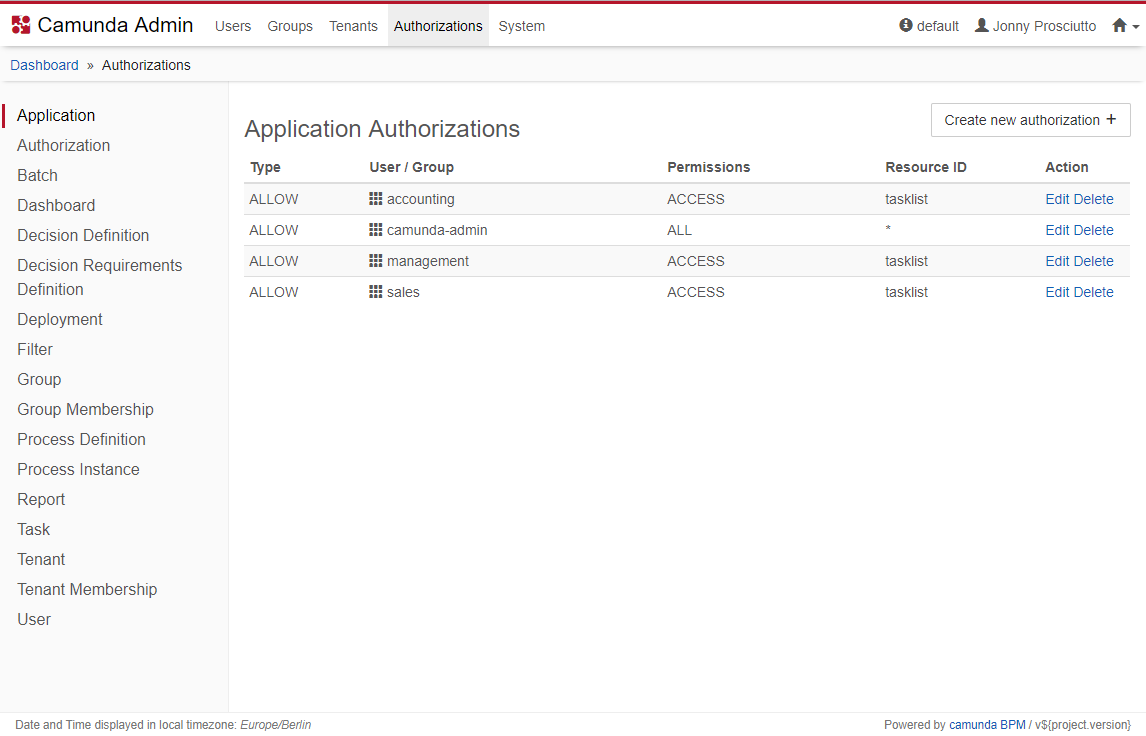 Camunda Admin Users Groups Tenants Authorizations System default Jonny Prosciutto
Dashboard » Authorizations
Application
Authorization
Batch
Dashboard
Decision Definition
Decision Requirements
Definition
Deployment
Filter
Group
Group Membership
Process Definition
Process Instance
Report
Task
Tenant
Tenant Membership
User
Application Authorizations
Create new authorization +
Type User / Group Permissions Resource ID Action
ALLOW accounting ACCESS tasklist Edit Delete
ALLOW camunda-admin ALL * Edit Delete
ALLOW management ACCESS tasklist Edit Delete
ALLOW sales ACCESS tasklist Edit Delete
Date and Time displayed in local timezone: Europe/Berlin
Powered by camunda BPM / v${project.version}